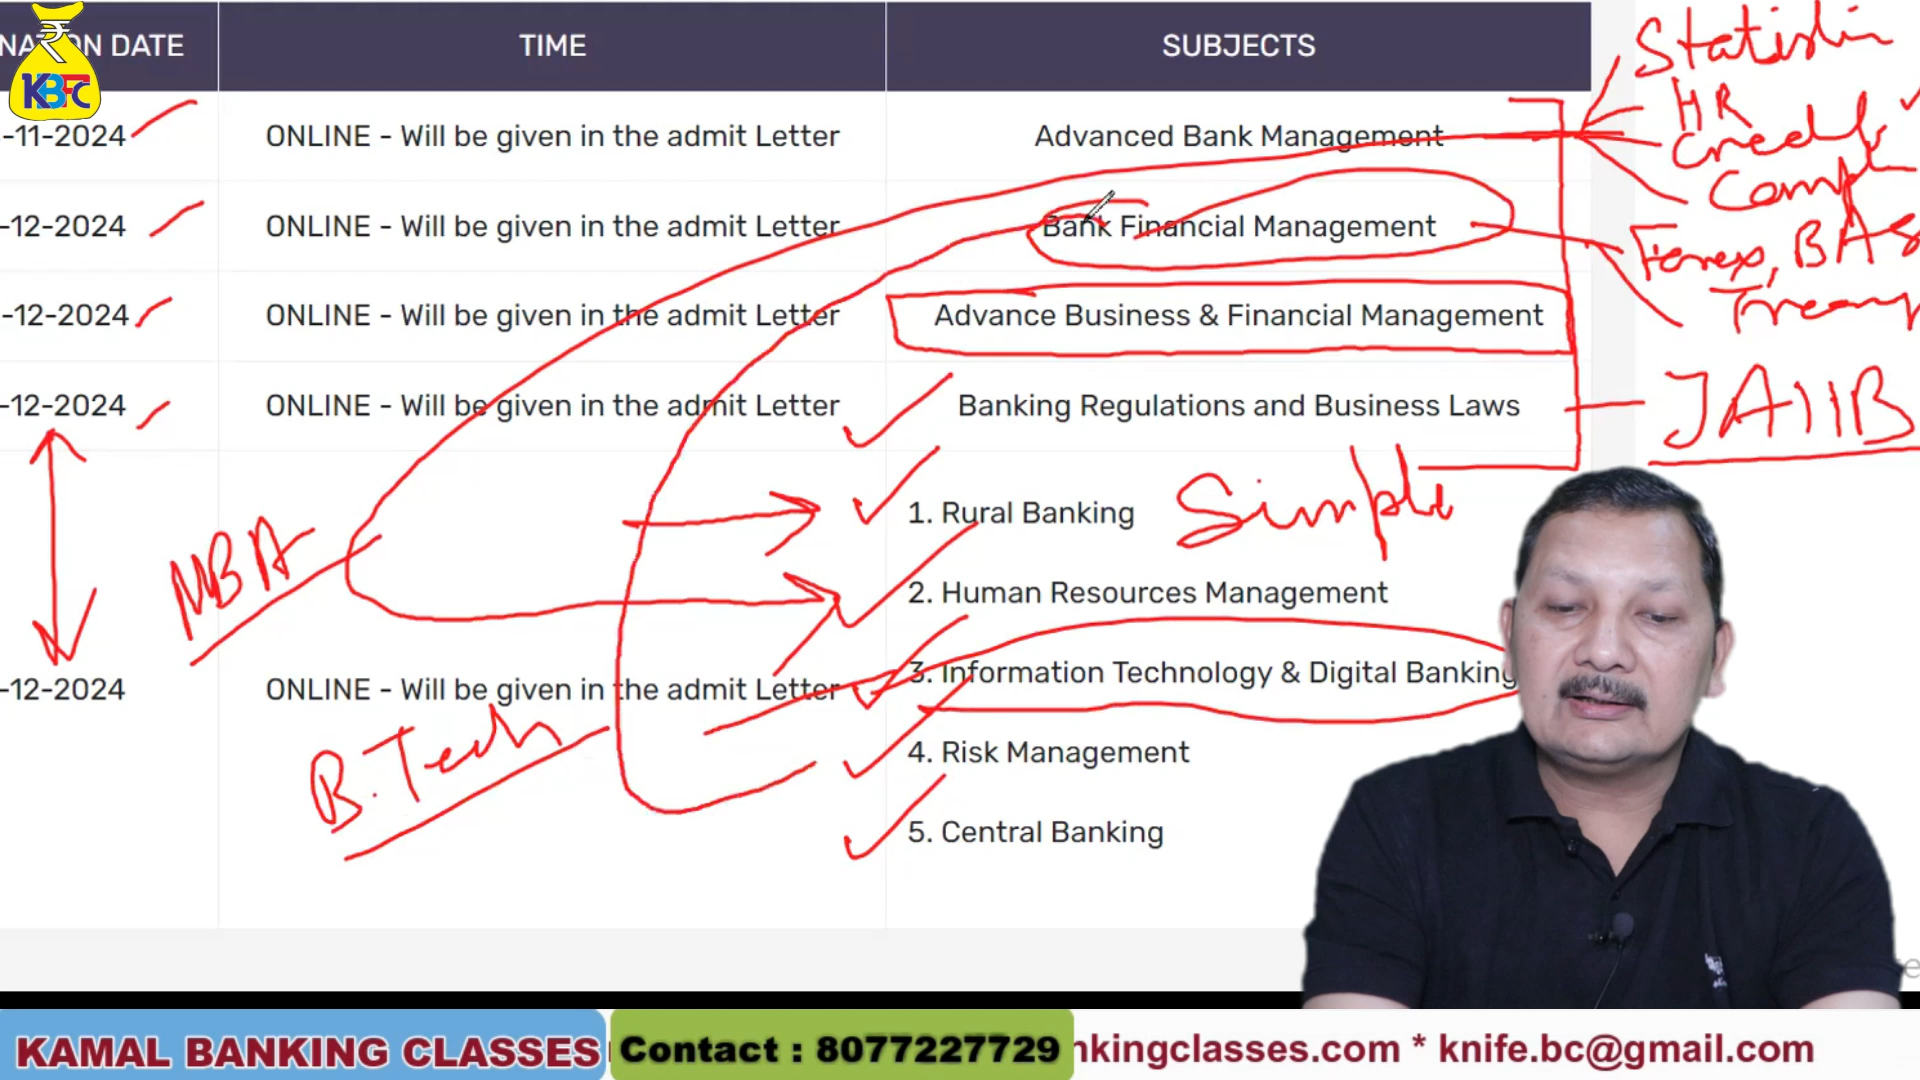 NATION DATE TIME SUBJECTS
KBFC
-11-2024 ONLINE - Will be given in the admit Letter Advanced Bank Management
-12-2024 ONLINE - Will be given in the admit Letter Bank Financial Management
-12-2024 ONLINE - Will be given in the admit Letter Advance Business & Financial Management
-12-2024 ONLINE - Will be given in the admit Letter Banking Regulations and Business Laws
1. Rural Banking
2. Human Resources Management
3. Information Technology & Digital Banking
-12-2024 ONLINE - Will be given in the admit Letter
4. Risk Management
5. Central Banking
HR
Forex, BAS
JAIIB
Simple
MBA
B.Tech
KAMAL BANKING CLASSES
Contact : 8077227729
nkingclasses.com * knife.bc@gmail.com